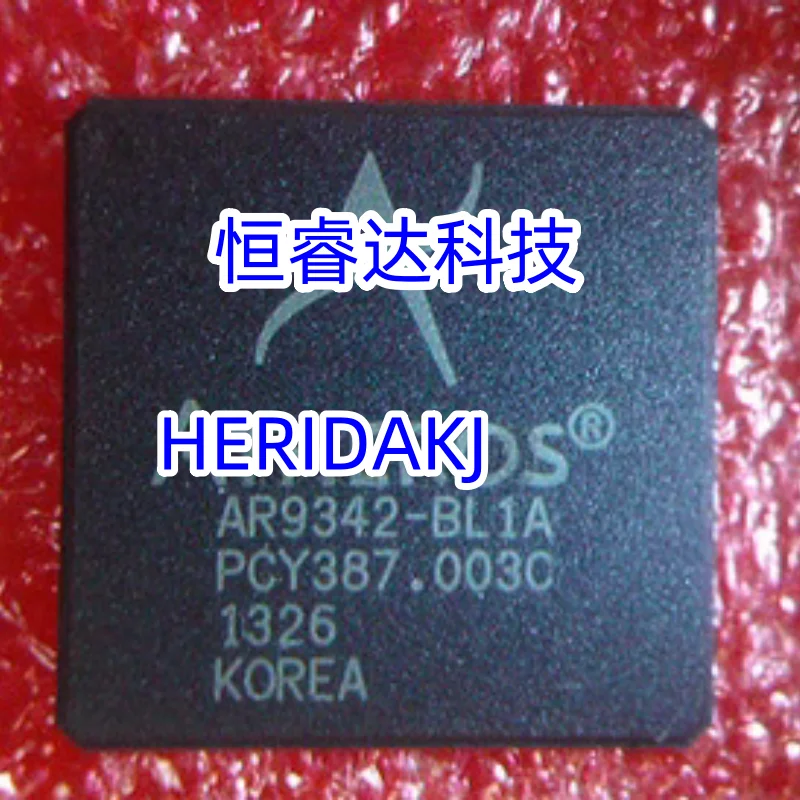 恒睿达科技
HERIDAKJ
®
AR9342-BL1A
PCY387.003C
1326
KOREA